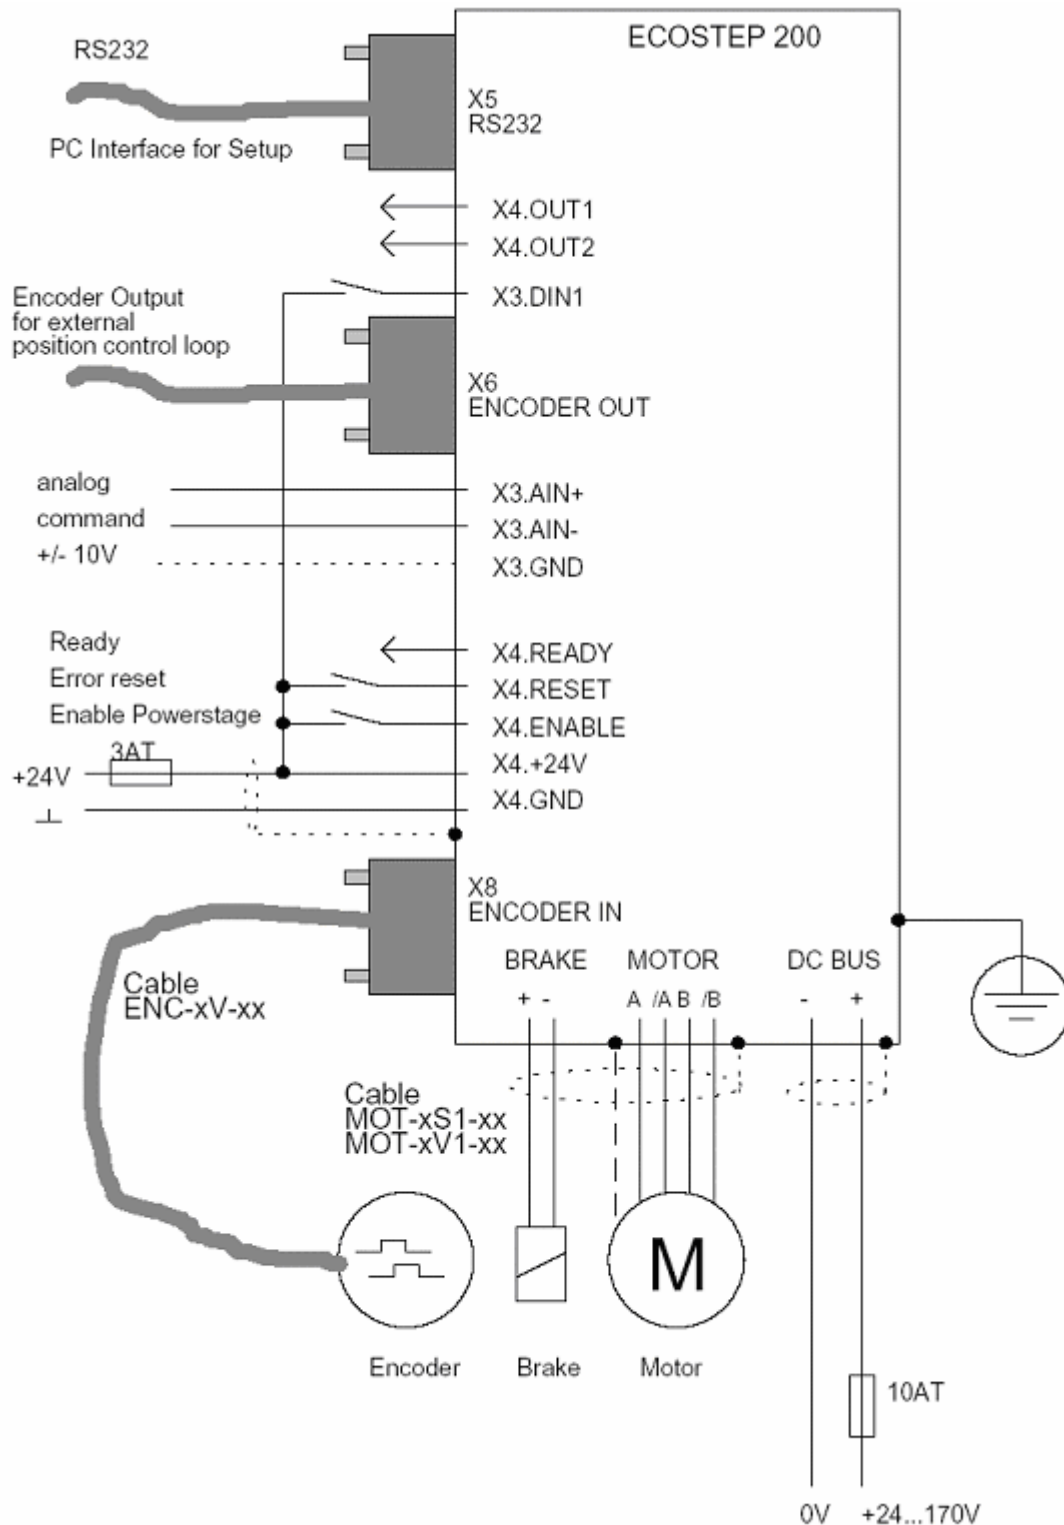 ECOSTEP 200
RS232
X5
RS232
PC Interface for Setup
X4.OUT1
X4.OUT2
X3.DIN1
Encoder Output
for external
position control loop
X6
ENCODER OUT
analog
X3.AIN+
command
X3.AIN-
+/- 10V
X3.GND
Ready
X4.READY
Error reset
X4.RESET
Enable Powerstage
X4.ENABLE
3AT
+24V
X4.+24V
X4.GND
X8
ENCODER IN
Cable
ENC-xV-xx
BRAKE MOTOR DC BUS
+ - A /A B /B - +
Cable
MOT-xS1-xx
MOT-xV1-xx
M
Encoder Brake Motor
10AT
0V +24...170V